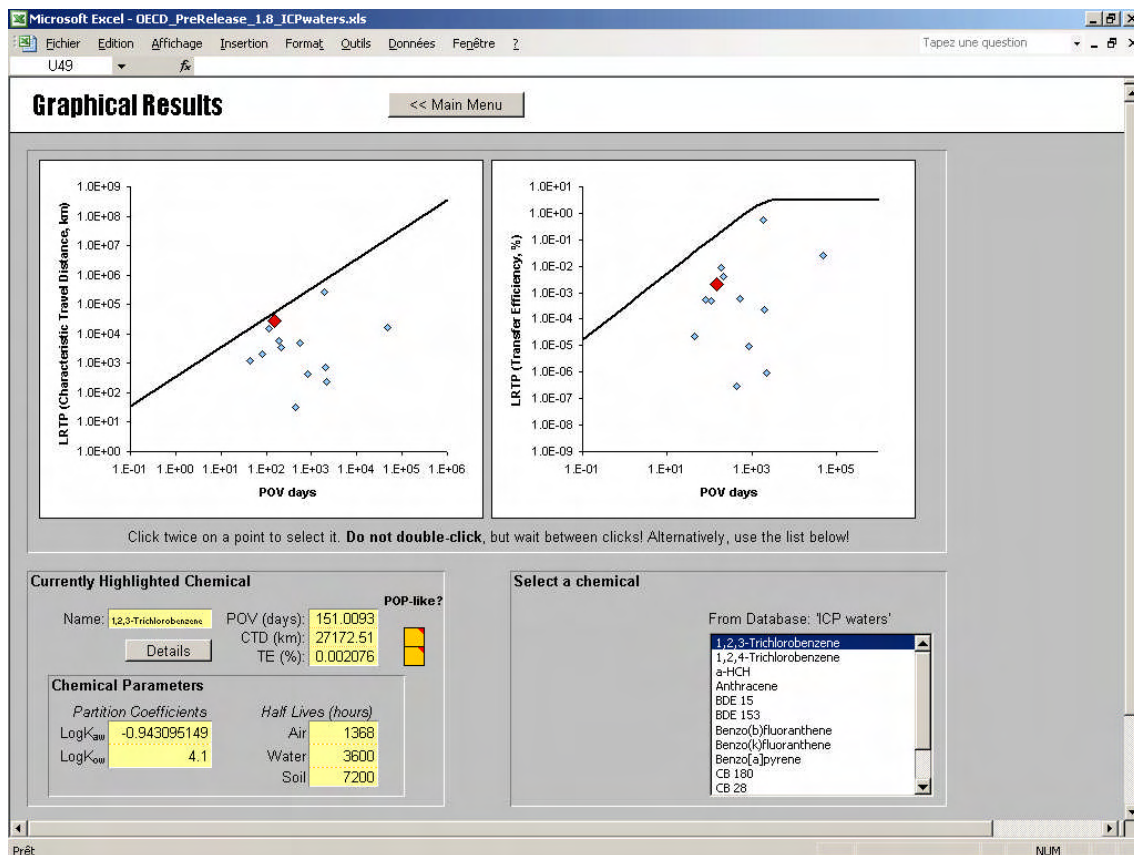 Microsoft Excel - OECD_PreRelease_1.8_ICPwaters.xls
Fichier Edition Affichage Insertion Format Outils Données Fenêtre ? Tapez une question
U49 fx
Graphical Results
<< Main Menu
LRTP (Characteristic Travel Distance, km)
1.0E+09
1.0E+08
1.0E+07
1.0E+06
1.0E+05
1.0E+04
1.0E+03
1.0E+02
1.0E+01
1.0E+00
1.E-01 1.E+00 1.E+01 1.E+02 1.E+03 1.E+04 1.E+05 1.E+06
POV days
LRTP (Transfer Efficiency, %)
1.0E+01
1.0E+00
1.0E-01
1.0E-02
1.0E-03
1.0E-04
1.0E-05
1.0E-06
1.0E-07
1.0E-08
1.0E-09
1.E-01 1.E+01 1.E+03 1.E+05
POV days
Click twice on a point to select it. Do not double-click, but wait between clicks! Alternatively, use the list below!
Currently Highlighted Chemical
POP-like?
Name: 1,2,3-Trichlorobenzene POV (days): 151.0093
CTD (km): 27172.51
Details
TE (%): 0.002076
Chemical Parameters
Partition Coefficients Half Lives (hours)
LogKaw -0.943095149 Air 1368
LogKow 4.1 Water 3600
Soil 7200
Select a chemical
From Database: 'ICP waters'
1,2,3-Trichlorobenzene
1,2,4-Trichlorobenzene
a-HCH
Anthracene
BDE 15
BDE 153
Benzo(b)fluoranthene
Benzo(k)fluoranthene
Benzo[a]pyrene
CB 180
CB 28
Prêt NUM